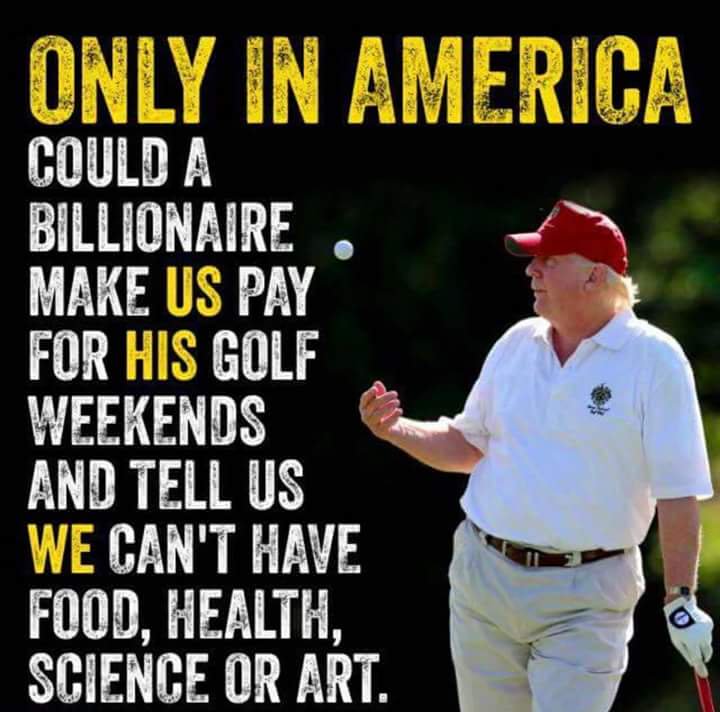 ONLY IN AMERICA
COULD A
BILLIONAIRE
MAKE US PAY
FOR HIS GOLF
WEEKENDS
AND TELL US
WE CAN'T HAVE
FOOD, HEALTH,
SCIENCE OR ART.